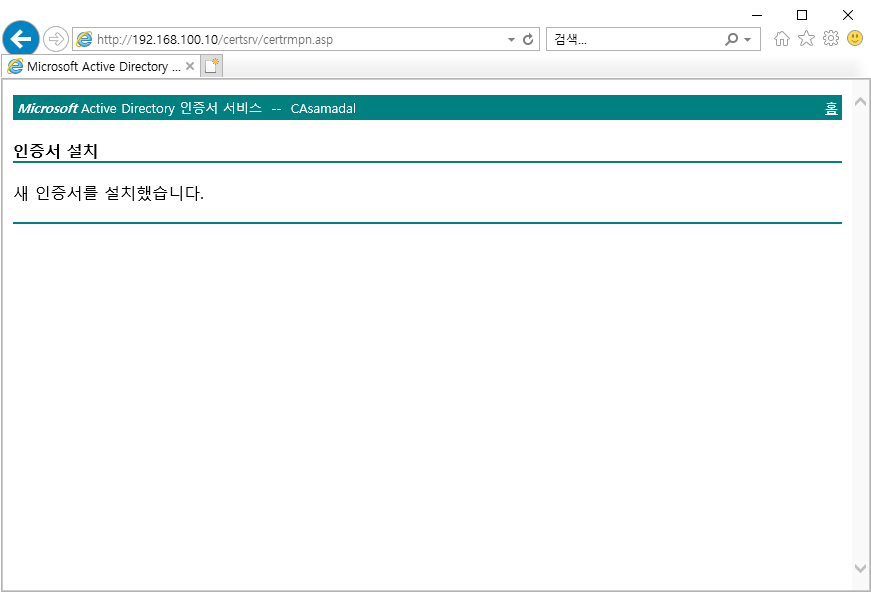 http://192.168.100.10/certsrv/certrmpn.asp
검색...
Microsoft Active Directory ...
Microsoft Active Directory 인증서 서비스 -- CAsamadal
홈
인증서 설치
새 인증서를 설치했습니다.